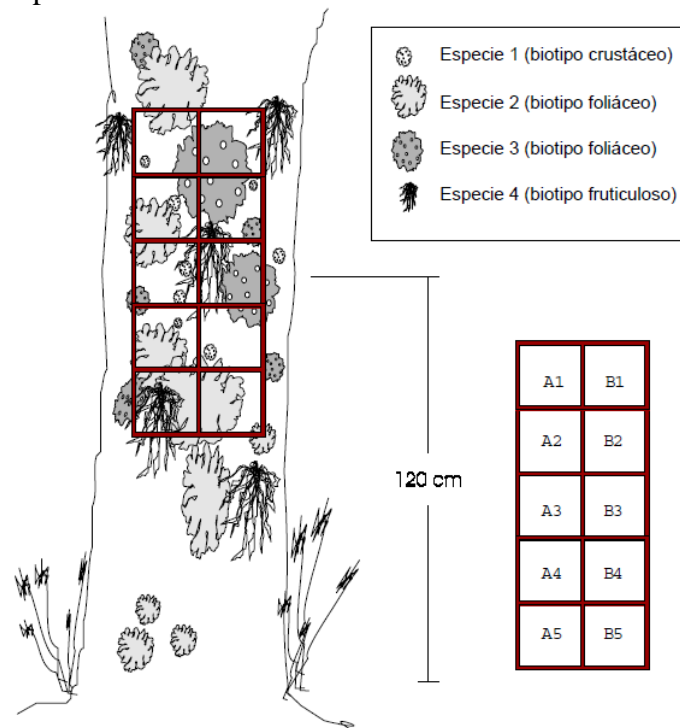 Especie 1 (biotipo crustáceo)
Especie 2 (biotipo foliáceo)
Especie 3 (biotipo foliáceo)
Especie 4 (biotipo fruticuloso)
120 cm
A1 B1
A2 B2
A3 B3
A4 B4
A5 B5